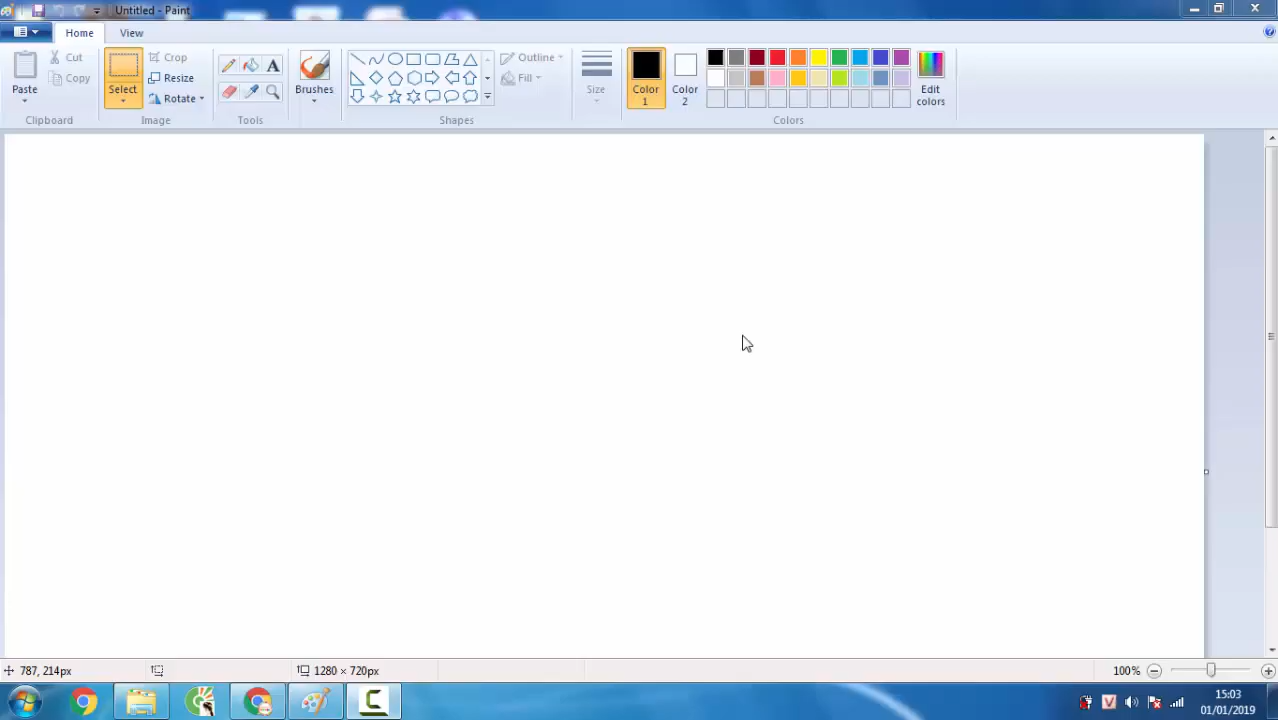 Untitled - Paint
Home View
Paste
Cut
Copy
Clipboard
Select
Crop
Resize
Rotate
Image
A
Tools
Brushes
Outline
Fill
Shapes
Size
Color
1
Color
2
Edit
colors
Colors
787, 214px
1280 × 720px
100%
V
15:03
01/01/2019